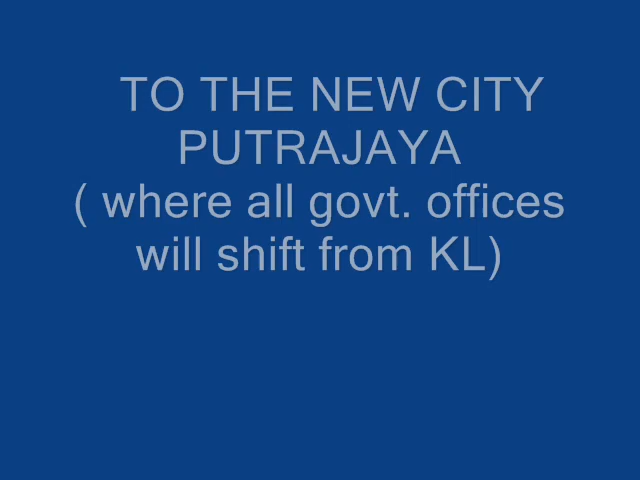 TO THE NEW CITY
PUTRAJAYA
( where all govt. offices
will shift from KL)